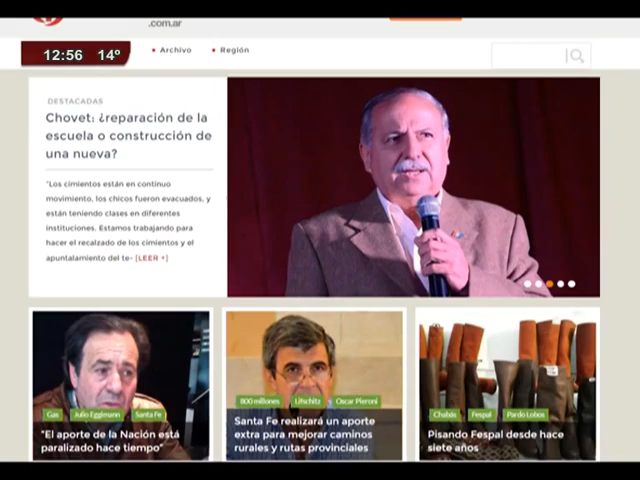 .com.ar
12:56 14º
Archivo
Región
DESTACADAS
Chovet: ¿reparación de la
escuela o construcción de
una nueva?
"Los cimientos están en continuo
movimiento, los chicos fueron evacuados, y
están teniendo clases en diferentes
instituciones. Estamos trabajando para
hacer el recalzado de los cimientos y el
apuntalamiento del te- [LEER +]
Gas Julio Eggimann Santa Fe
"El aporte de la Nación está
paralizado hace tiempo"
800 millones Lifschitz Oscar Pieroni
Santa Fe realizará un aporte
extra para mejorar caminos
rurales y rutas provinciales
Chabás Fespal Pardo Lobos
Pisando Fespal desde hace
siete años